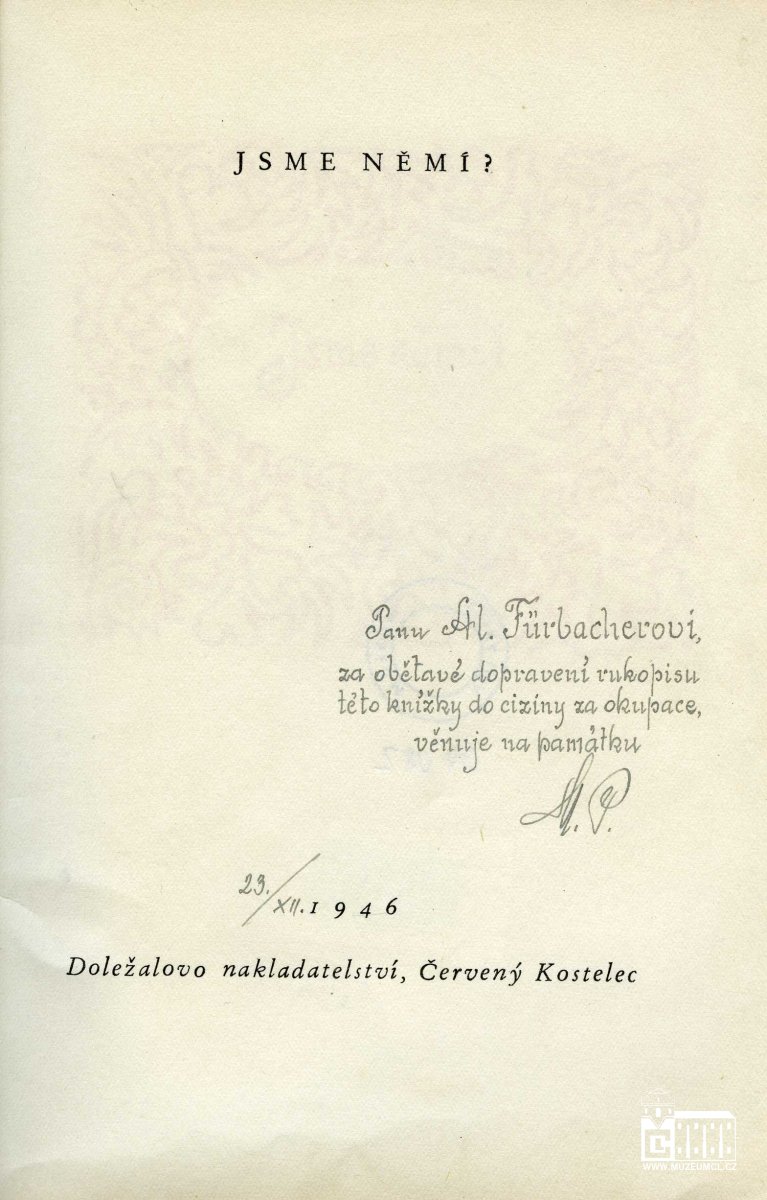 JSME NĚMÍ?
Panu Al. Fürbacherovi,
za obětavé dopravení rukopisu
této knížky do ciziny za okupace,
věnuje na památku
M. P.
23./XII. 1946
Doležalovo nakladatelství, Červený Kostelec
WWW.MUZEUMCL.CZ